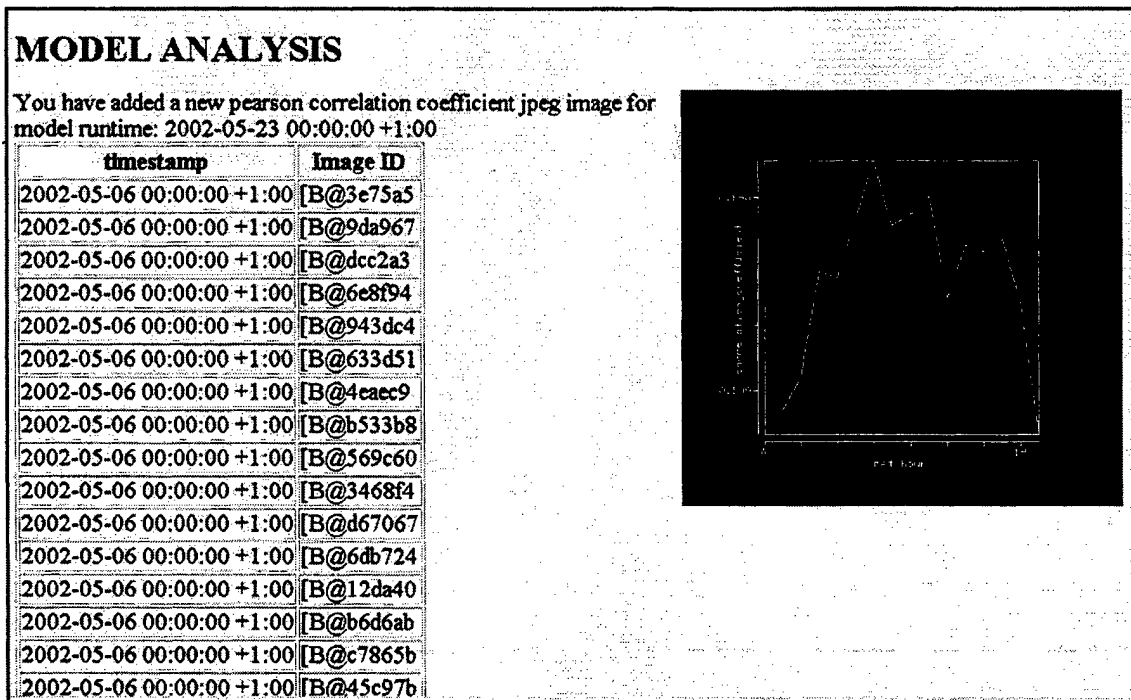 MODEL ANALYSIS
You have added a new pearson correlation coefficient jpeg image for
model runtime: 2002-05-23 00:00:00 +1:00
timestamp Image ID
2002-05-06 00:00:00 +1:00 [B@3e75a5
2002-05-06 00:00:00 +1:00 [B@9da967
2002-05-06 00:00:00 +1:00 [B@dcc2a3
2002-05-06 00:00:00 +1:00 [B@6e8f94
2002-05-06 00:00:00 +1:00 [B@943dc4
2002-05-06 00:00:00 +1:00 [B@633d51
2002-05-06 00:00:00 +1:00 [B@4eaec9
2002-05-06 00:00:00 +1:00 [B@b533b8
2002-05-06 00:00:00 +1:00 [B@569c60
2002-05-06 00:00:00 +1:00 [B@3468f4
2002-05-06 00:00:00 +1:00 [B@d67067
2002-05-06 00:00:00 +1:00 [B@6db724
2002-05-06 00:00:00 +1:00 [B@12da40
2002-05-06 00:00:00 +1:00 [B@b6d6ab
2002-05-06 00:00:00 +1:00 [B@c7865b
2002-05-06 00:00:00 +1:00 [B@45c97b
hour